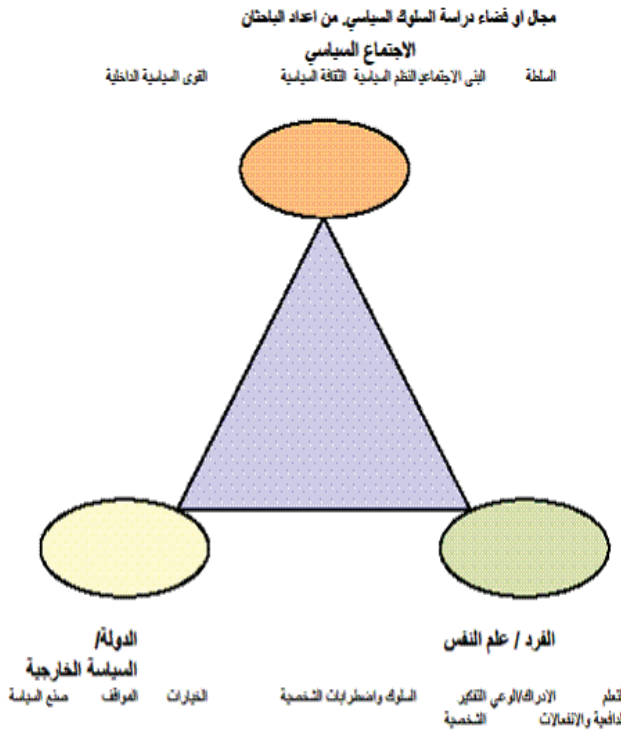 مجال او فضاء دراسة السلوك السياسي. من اعداد الباحثان
الاجتماع السياسي
السلطة البنى الاجتماعية النظم السياسية الثقافة السياسية القوى السياسية الداخلية
الفرد / علم النفس
التعلم الادراك/الوعي التفكير السلوك واضطرابات الشخصية
الدافعية والانفعالات الشخصية
الدولة/
السياسة الخارجية
الخيارات المواقف صنع السياسة